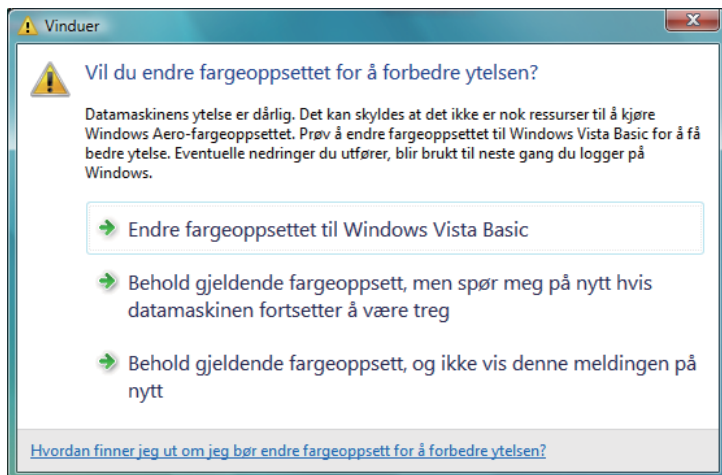 Vinduer
Vil du endre fargeoppsettet for å forbedre ytelsen?
Datamaskinens ytelse er dårlig. Det kan skyldes at det ikke er nok ressurser til å kjøre
Windows Aero-fargeoppsettet. Prøv å endre fargeoppsettet til Windows Vista Basic for å få
bedre ytelse. Eventuelle nedringer du utfører, blir brukt til neste gang du logger på
Windows.
Endre fargeoppsettet til Windows Vista Basic
Behold gjeldende fargeoppsett, men spør meg på nytt hvis
datamaskinen fortsetter å være treg
Behold gjeldende fargeoppsett, og ikke vis denne meldingen på
nytt
Hvordan finner jeg ut om jeg bør endre fargeoppsett for å forbedre ytelsen?